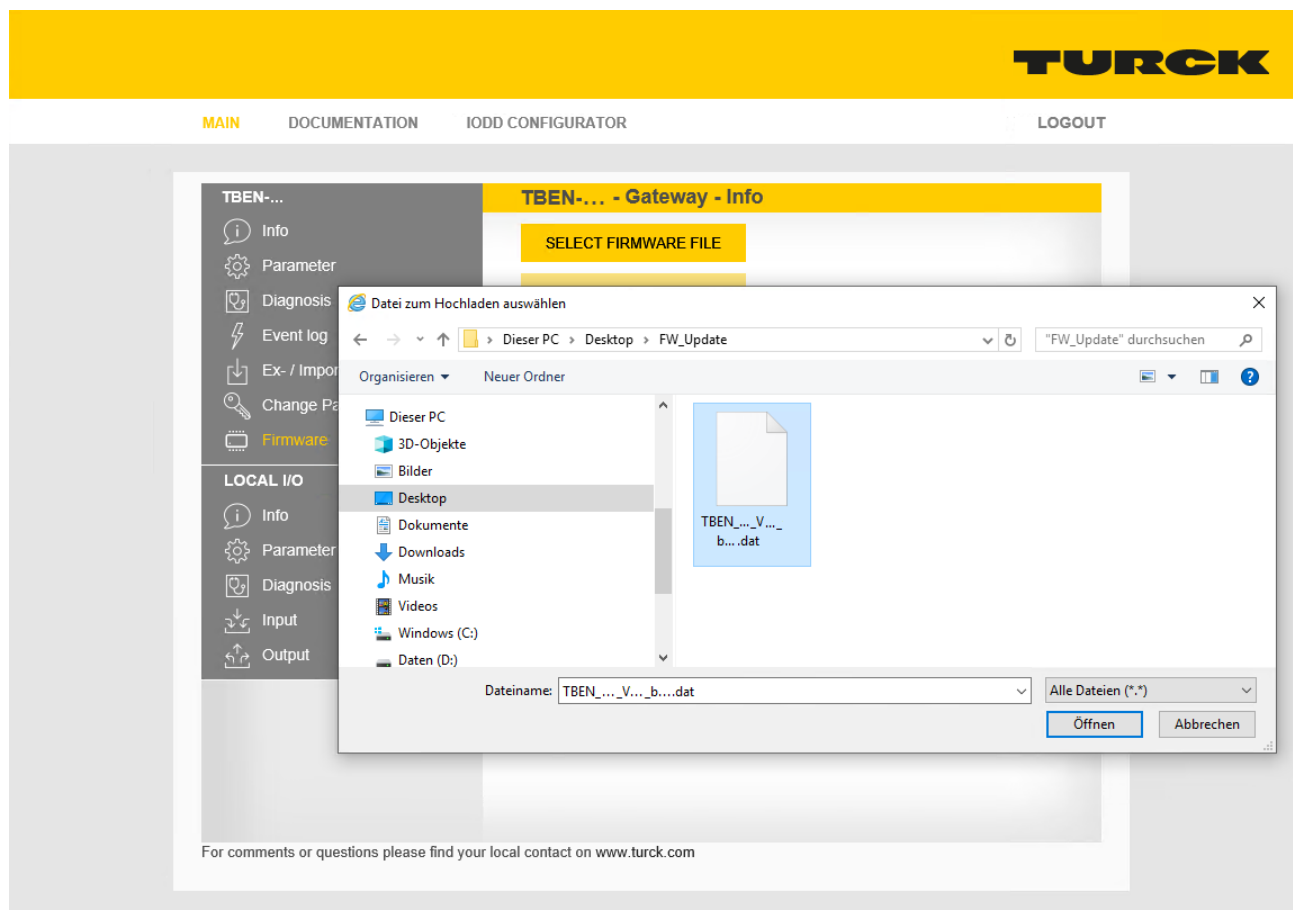 TURCK
MAIN DOCUMENTATION IODD CONFIGURATOR LOGOUT
TBEN-...
Info
Parameter
Diagnosis
Event log
Ex- / Impor
Change Pa
Firmware
LOCAL I/O
Info
Parameter
Diagnosis
Input
Output
TBEN-... - Gateway - Info
SELECT FIRMWARE FILE
Datei zum Hochladen auswählen
Dieser PC > Desktop > FW_Update
"FW_Update" durchsuchen
Organisieren Neuer Ordner
Dieser PC
3D-Objekte
Bilder
Desktop
Dokumente
Downloads
Musik
Videos
Windows (C:)
Daten (D:)
TBEN_..._V..._
b....dat
Dateiname: TBEN_..._V..._b....dat
Alle Dateien (*.*)
Öffnen Abbrechen
For comments or questions please find your local contact on www.turck.com